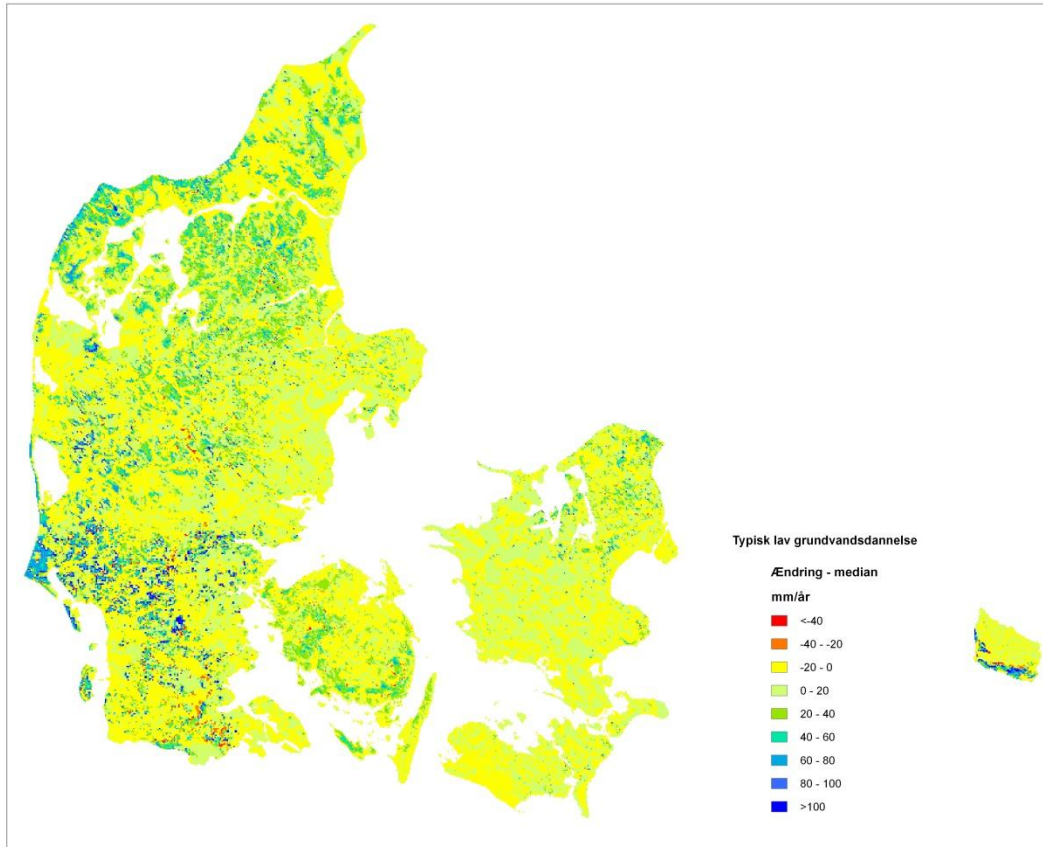 Typisk lav grundvandsdannelse
Ændring - median
mm/år
<-40
-40 - -20
-20 - 0
0 - 20
20 - 40
40 - 60
60 - 80
80 - 100
>100